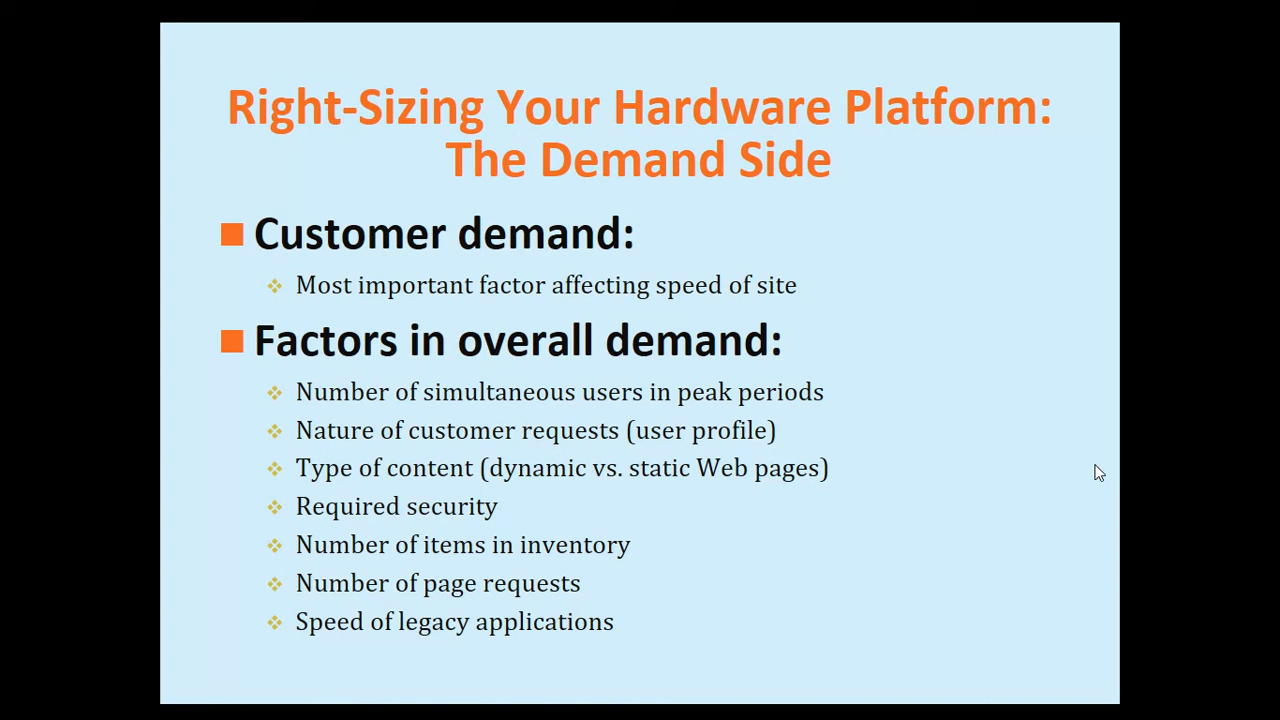 Right-Sizing Your Hardware Platform:
The Demand Side
Customer demand:
Most important factor affecting speed of site
Factors in overall demand:
Number of simultaneous users in peak periods
Nature of customer requests (user profile)
Type of content (dynamic vs. static Web pages)
Required security
Number of items in inventory
Number of page requests
Speed of legacy applications